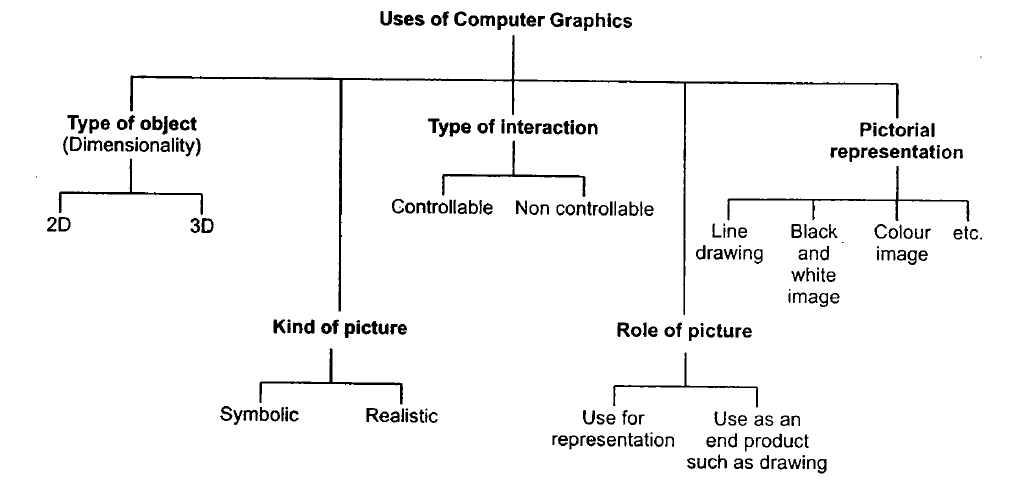 Uses of Computer Graphics
Type of object
(Dimensionality)
2D
3D
Kind of picture
Symbolic
Realistic
Type of interaction
Controllable
Non controllable
Role of picture
Use for
representation
Use as an
end product
such as drawing
Pictorial
representation
Line
drawing
Black
and
white
image
Colour
image
etc.